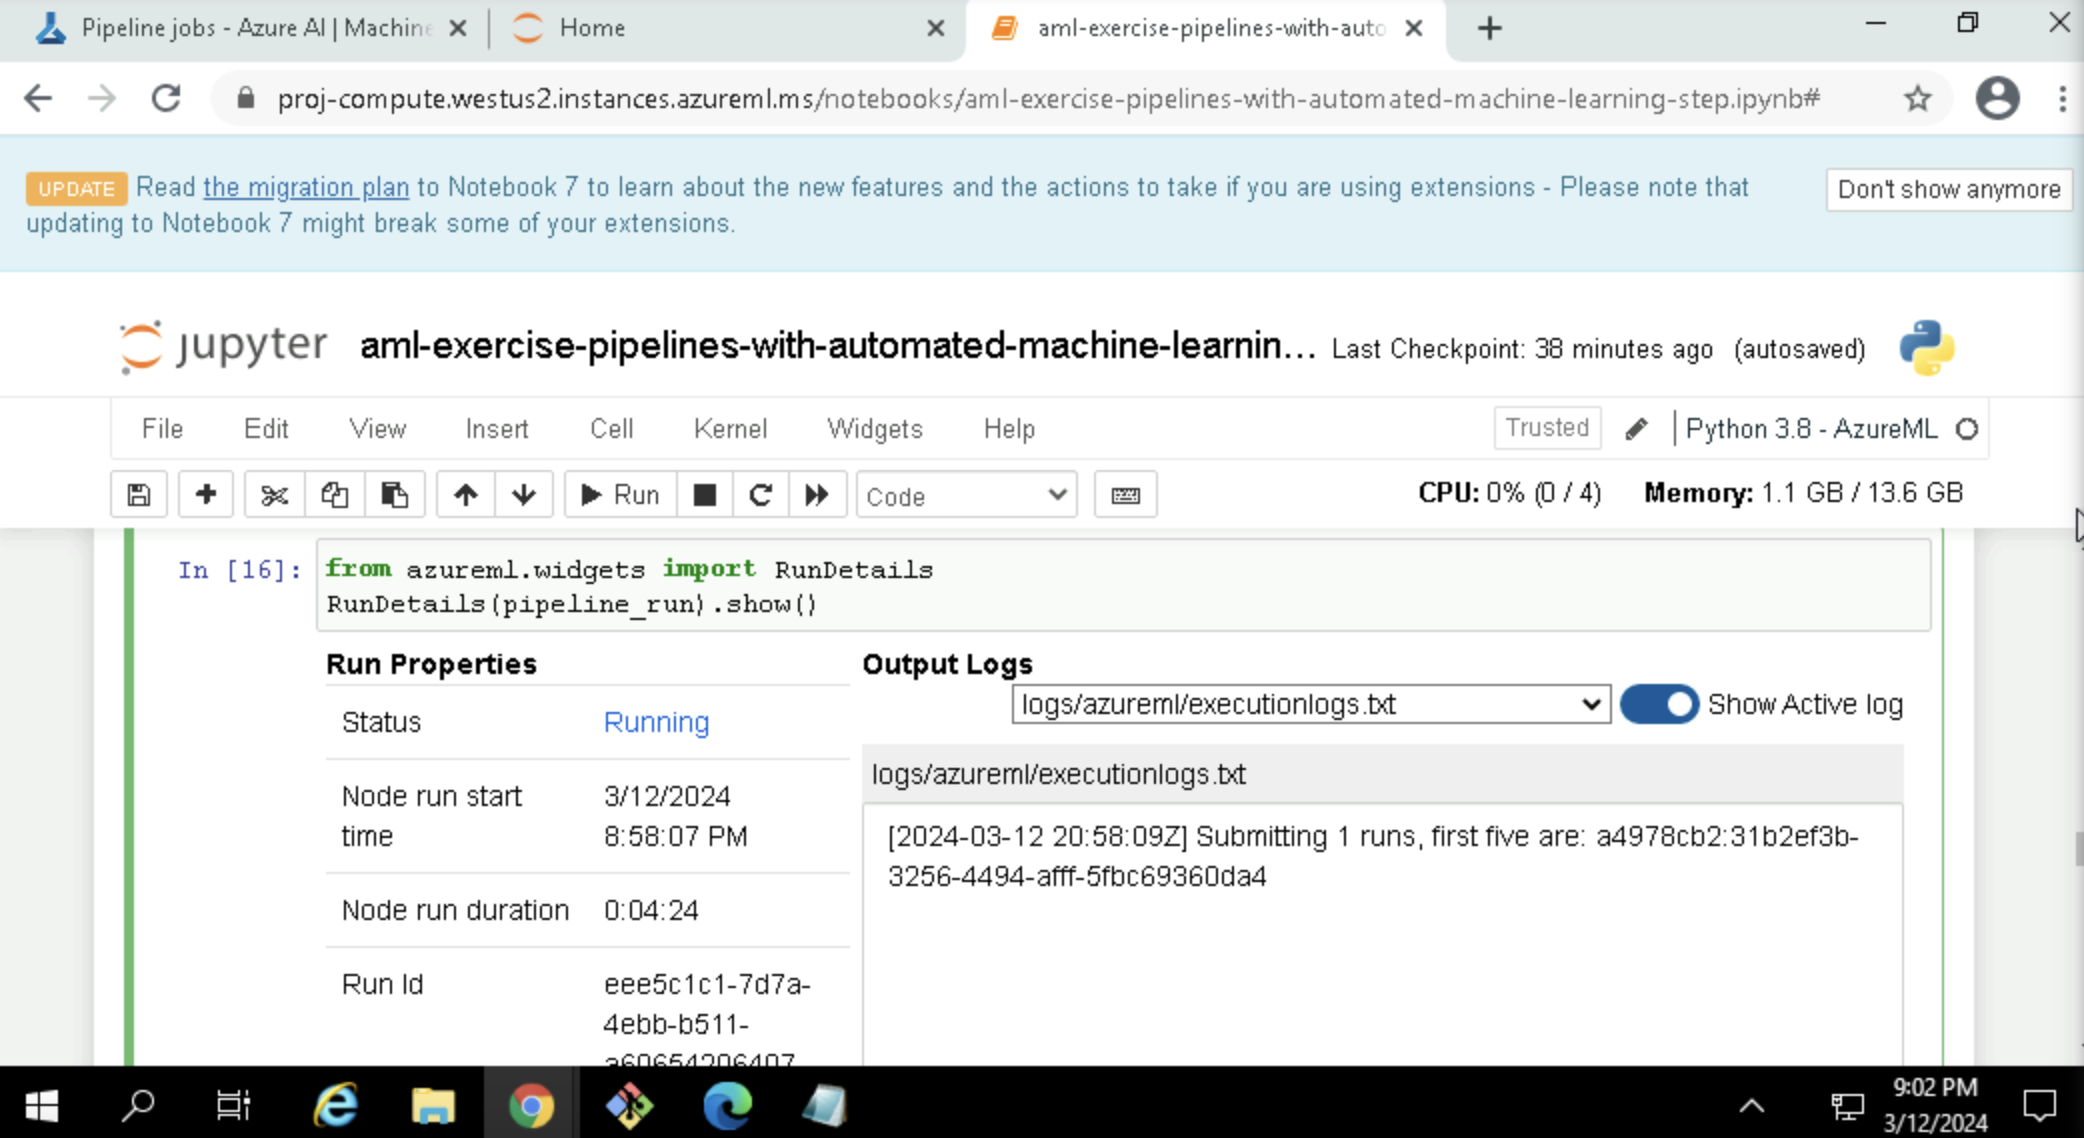 Pipeline jobs - Azure AI | Machine
Home
aml-exercise-pipelines-with-auto
proj-compute.westus2.instances.azureml.ms/notebooks/aml-exercise-pipelines-with-automated-machine-learning-step.ipynb#
UPDATE Read the migration plan to Notebook 7 to learn about the new features and the actions to take if you are using extensions - Please note that
updating to Notebook 7 might break some of your extensions.
Don't show anymore
jupyter aml-exercise-pipelines-with-automated-machine-learnin... Last Checkpoint: 38 minutes ago (autosaved)
File Edit View Insert Cell Kernel Widgets Help Trusted Python 3.8 - AzureML
Run Code CPU: 0% (0 / 4) Memory: 1.1 GB / 13.6 GB
In [16]: from azureml.widgets import RunDetails
RunDetails(pipeline_run).show()
Run Properties
Status Running
Node run start time 3/12/2024 8:58:07 PM
Node run duration 0:04:24
Run Id eee5c1c1-7d7a-
4ebb-b511-
a60654206407
Output Logs
logs/azureml/executionlogs.txt Show Active log
logs/azureml/executionlogs.txt
[2024-03-12 20:58:09Z] Submitting 1 runs, first five are: a4978cb2:31b2ef3b-
3256-4494-afff-5fbc69360da4
9:02 PM
3/12/2024